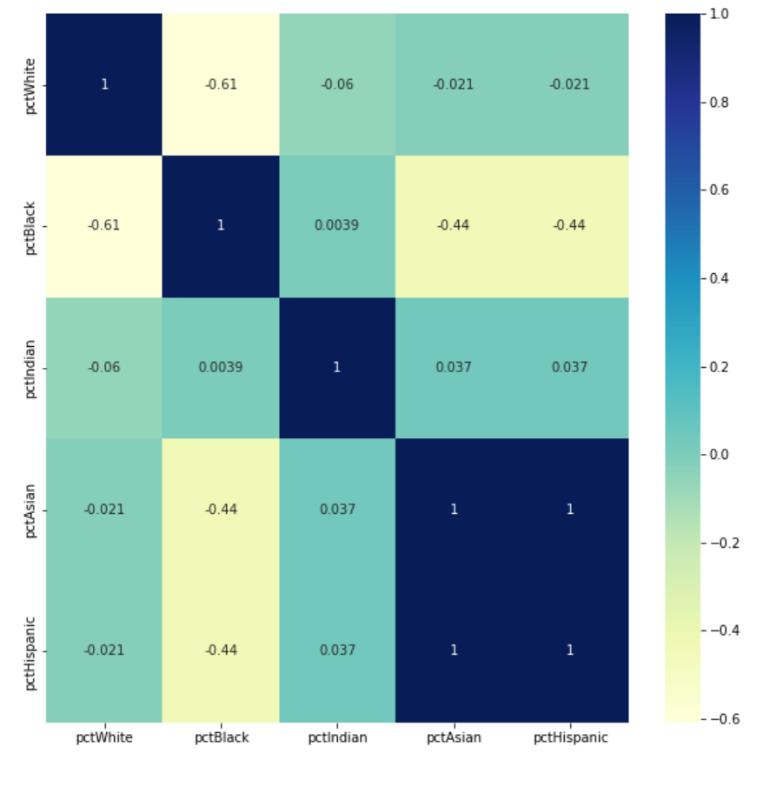 1.0
pctWhite 1 -0.61 -0.06 -0.021 -0.021
0.8
pctBlack -0.61 1 0.0039 -0.44 -0.44
0.6
0.4
pctIndian -0.06 0.0039 1 0.037 0.037
0.2
0.0
pctAsian -0.021 -0.44 0.037 1 1
−0.2
pctHispanic -0.021 -0.44 0.037 1 1
−0.4
−0.6
pctWhite pctBlack pctIndian pctAsian pctHispanic